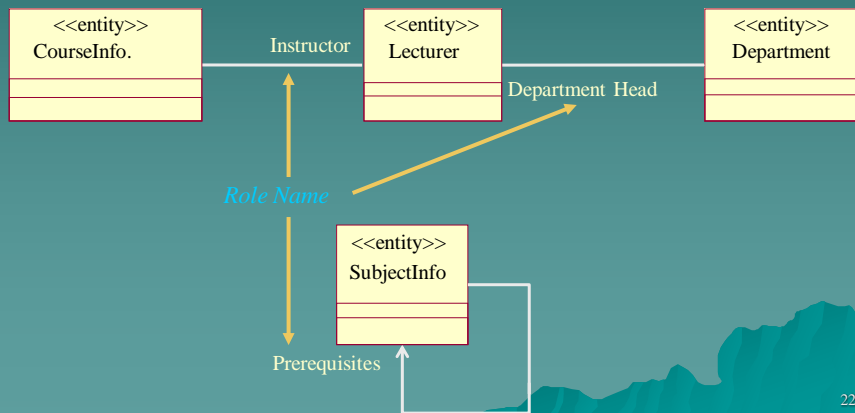 <<entity>>
CourseInfo.
Instructor
<<entity>>
Lecturer
<<entity>>
Department
Department Head
Role Name
<<entity>>
SubjectInfo
Prerequisites
22